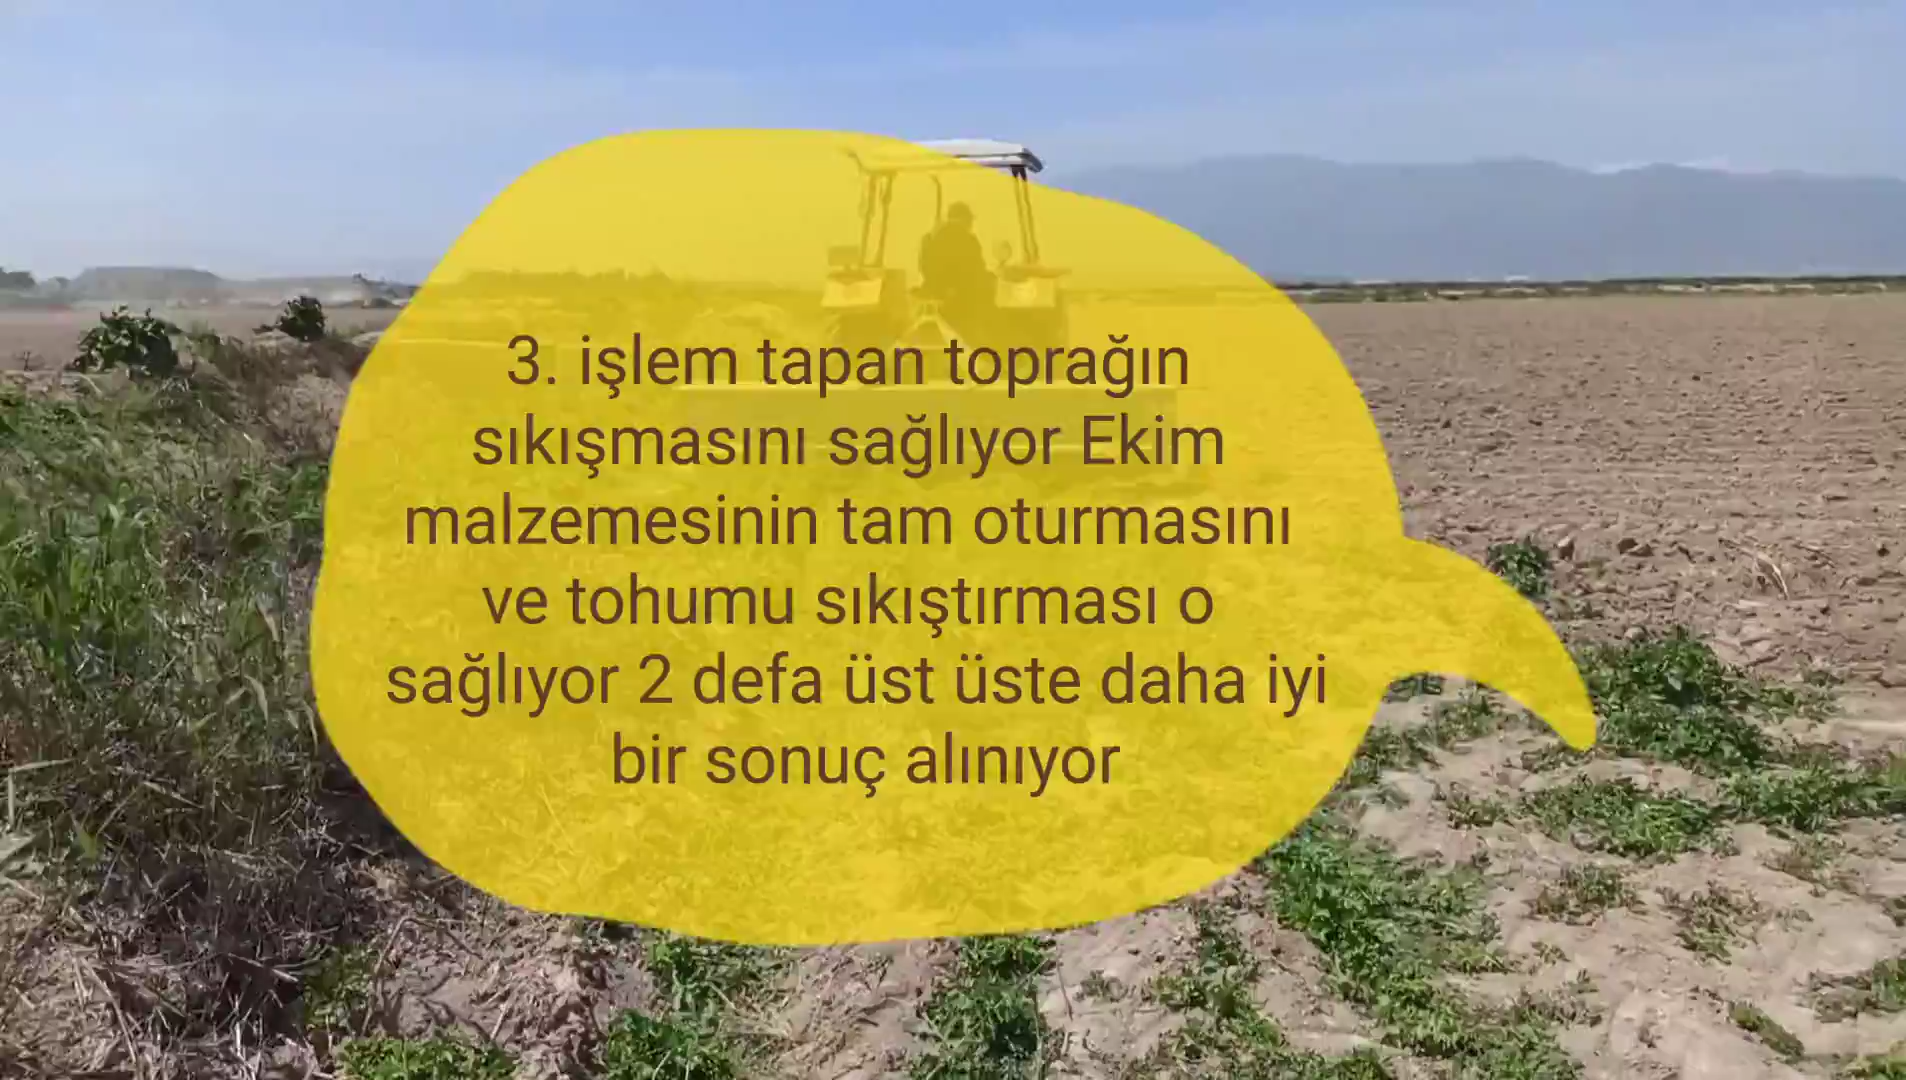 3. işlem tapan toprağın
sıkışmasını sağlıyor Ekim
malzemesinin tam oturmasını
ve tohumu sıkıştırması o
sağlıyor 2 defa üst üste daha iyi
bir sonuç alınıyor